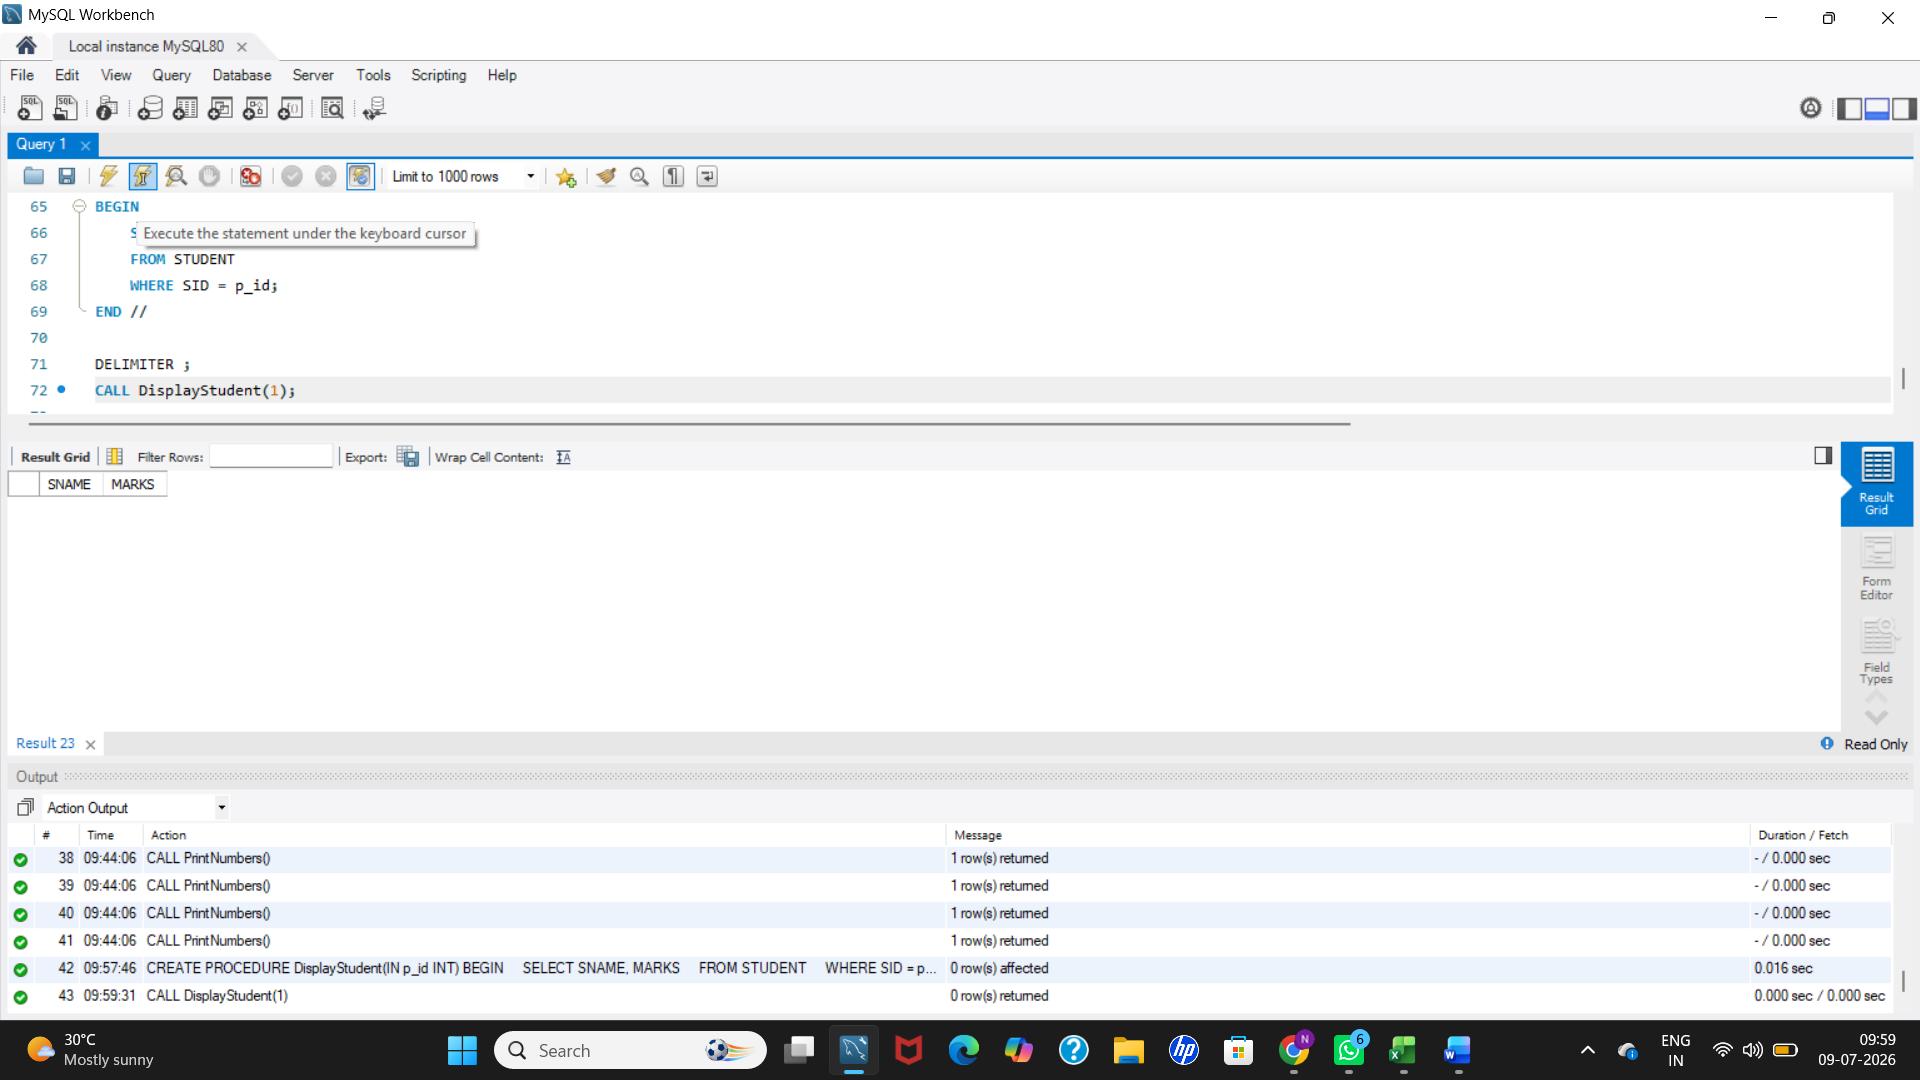 MySQL Workbench
Local instance MySQL80
File Edit View Query Database Server Tools Scripting Help
Query 1
Limit to 1000 rows
65 BEGIN
66 S
Execute the statement under the keyboard cursor
67 FROM STUDENT
68 WHERE SID = p_id;
69 END //
70
71 DELIMITER ;
72 CALL DisplayStudent(1);
Result Grid Filter Rows: Export: Wrap Cell Content:
SNAME MARKS
Result Grid
Form Editor
Field Types
Result 23
Read Only
Output
Action Output
# Time Action Message Duration / Fetch
38 09:44:06 CALL PrintNumbers() 1 row(s) returned - / 0.000 sec
39 09:44:06 CALL PrintNumbers() 1 row(s) returned - / 0.000 sec
40 09:44:06 CALL PrintNumbers() 1 row(s) returned - / 0.000 sec
41 09:44:06 CALL PrintNumbers() 1 row(s) returned - / 0.000 sec
42 09:57:46 CREATE PROCEDURE DisplayStudent(IN p_id INT) BEGIN SELECT SNAME, MARKS FROM STUDENT WHERE SID = p... 0 row(s) affected 0.016 sec
43 09:59:31 CALL DisplayStudent(1) 0 row(s) returned 0.000 sec / 0.000 sec
30°C
Mostly sunny
Search
hp
N
6
ENG
IN
09:59
09-07-2026